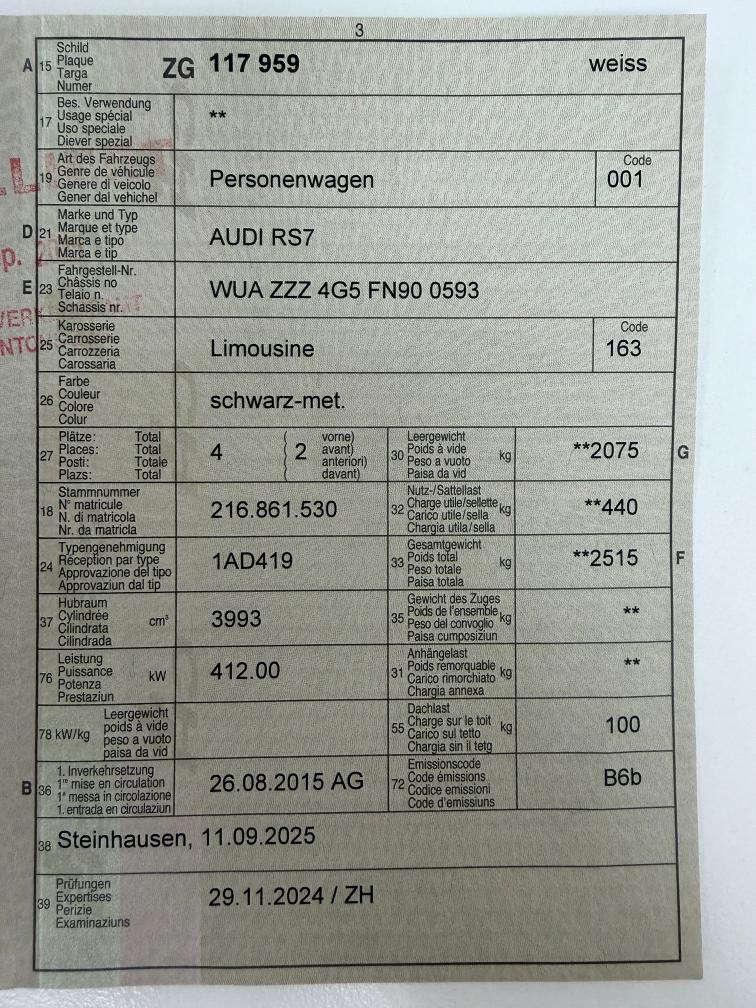 3
A 15 Schild
Plaque
Targa
Numer
ZG 117 959 weiss
17 Bes. Verwendung
Usage spécial
Uso speciale
Diever spezial
**
19 Art des Fahrzeugs
Genre de véhicule
Genere di veicolo
Gener dal vehichel
Personenwagen
Code
001
D 21 Marke und Typ
Marque et type
Marca e tipo
Marca e tip
AUDI RS7
E 23 Fahrgestell-Nr.
Châssis no
Telaio n.
Schassis nr.
WUA ZZZ 4G5 FN90 0593
25 Karosserie
Carrosserie
Carrozzeria
Carossaria
Limousine
Code
163
26 Farbe
Couleur
Colore
Colur
schwarz-met.
27 Plätze: Total
Places: Total
Posti: Totale
Plazs: Total
4 ( 2 vorne)
avant)
anteriori)
davant)
30 Leergewicht
Poids à vide
Peso a vuoto
Paisa da vid
kg
**2075
G
18 Stammnummer
N° matricule
N. di matricola
Nr. da matricla
216.861.530
32 Nutz-/Sattellast
Charge utile/sellette
Carico utile/sella
Chargia utila/sella
kg
**440
24 Typengenehmigung
Réception par type
Approvazione del tipo
Approvaziun dal tip
1AD419
33 Gesamtgewicht
Poids total
Peso totale
Paisa totala
kg
**2515
F
37 Hubraum
Cylindrée
Cilindrata
Cilindrada
cm³
3993
35 Gewicht des Zuges
Poids de l'ensemble
Peso del convoglio
Paisa cumposiziun
kg
**
76 Leistung
Puissance
Potenza
Prestaziun
kW
412.00
31 Anhängelast
Poids remorquable
Carico rimorchiato
Chargia annexa
kg
**
78 kW/kg Leergewicht
poids à vide
peso a vuoto
paisa da vid
55 Dachlast
Charge sur le toit
Carico sul tetto
Chargia sin il tetg
kg
100
B 36 1. Inverkehrsetzung
1re mise en circulation
1a messa in circolazione
1. entrada en circulaziun
26.08.2015 AG
72 Emissionscode
Code émissions
Codice emissioni
Code d'emissiuns
B6b
38 Steinhausen, 11.09.2025
39 Prüfungen
Expertises
Perizie
Examinaziuns
29.11.2024 / ZH